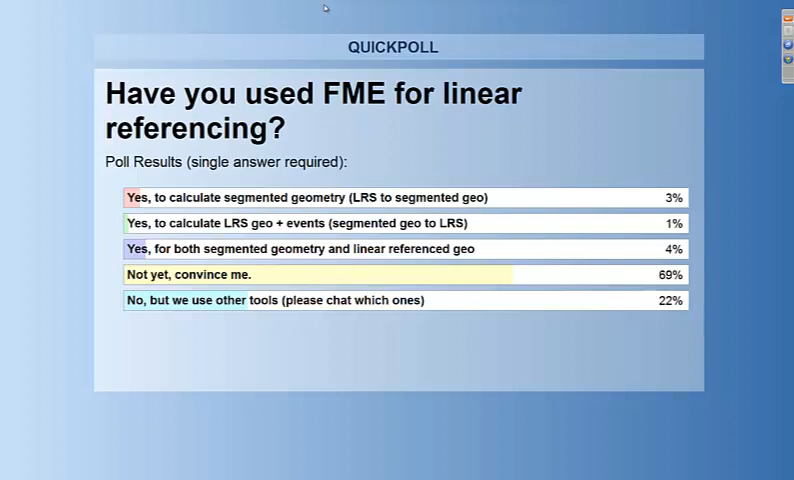 QUICKPOLL
Have you used FME for linear
referencing?
Poll Results (single answer required):
Yes, to calculate segmented geometry (LRS to segmented geo) 3%
Yes, to calculate LRS geo + events (segmented geo to LRS) 1%
Yes, for both segmented geometry and linear referenced geo 4%
Not yet, convince me. 69%
No, but we use other tools (please chat which ones) 22%